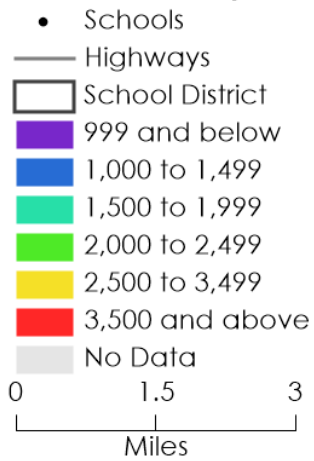 Schools
Highways
School District
999 and below
1,000 to 1,499
1,500 to 1,999
2,000 to 2,499
2,500 to 3,499
3,500 and above
No Data
0 1.5 3
Miles